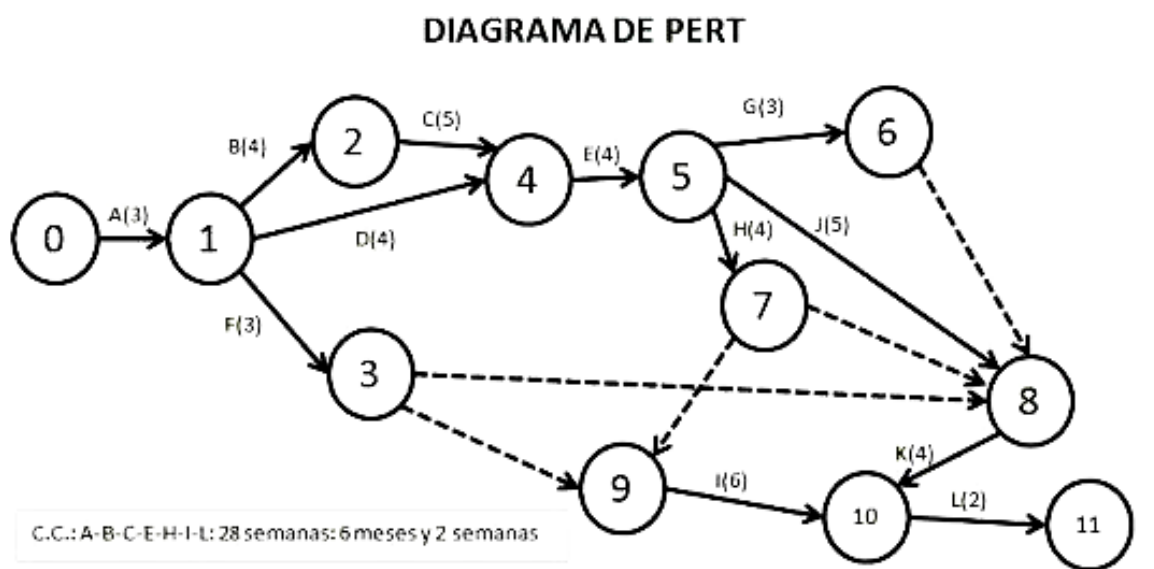 DIAGRAMA DE PERT
G(3)
6
C(5)
2
B(4)
E(4)
4
5
A(3)
0
1
D(4)
H(4)
J(5)
7
F(3)
3
8
K(4)
9
I(6)
10
L(2)
11
C.C.: A-B-C-E-H-I-L: 28 semanas: 6 meses y 2 semanas